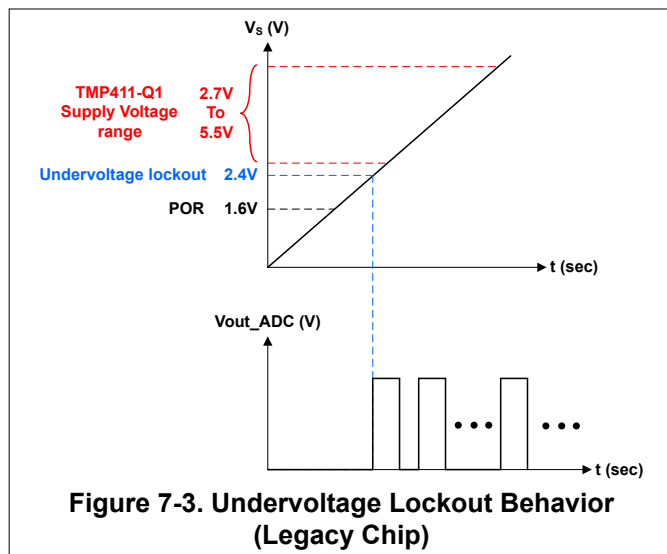 Vs (V)
TMP411-Q1 2.7V
Supply Voltage To
range 5.5V
Undervoltage lockout 2.4V
POR 1.6V
t (sec)
Vout_ADC (V)
t (sec)
Figure 7-3. Undervoltage Lockout Behavior
(Legacy Chip)